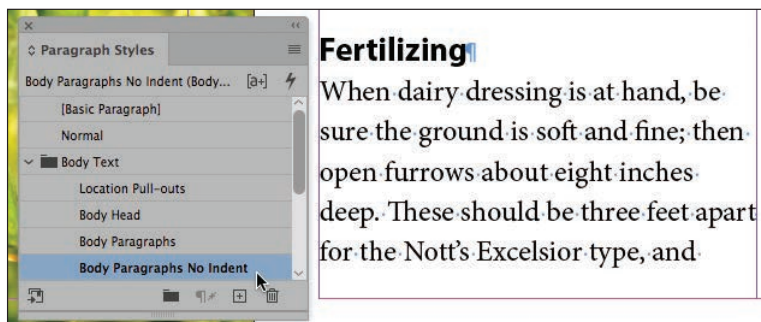 Paragraph Styles
Body Paragraphs No Indent (Body...
[a+]
[Basic Paragraph]
Normal
Body Text
Location Pull-outs
Body Head
Body Paragraphs
Body Paragraphs No Indent
Fertilizing¶
When dairy dressing is at hand, be
sure the ground is soft and fine; then
open furrows about eight inches
deep. These should be three feet apart
for the Nott’s Excelsior type, and